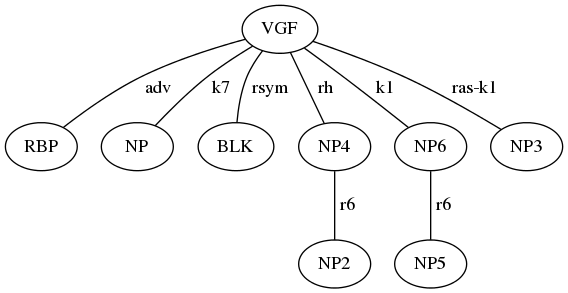 VGF
adv k7 rsym rh k1 ras-k1
RBP NP BLK NP4 NP6 NP3
r6 r6
NP2 NP5